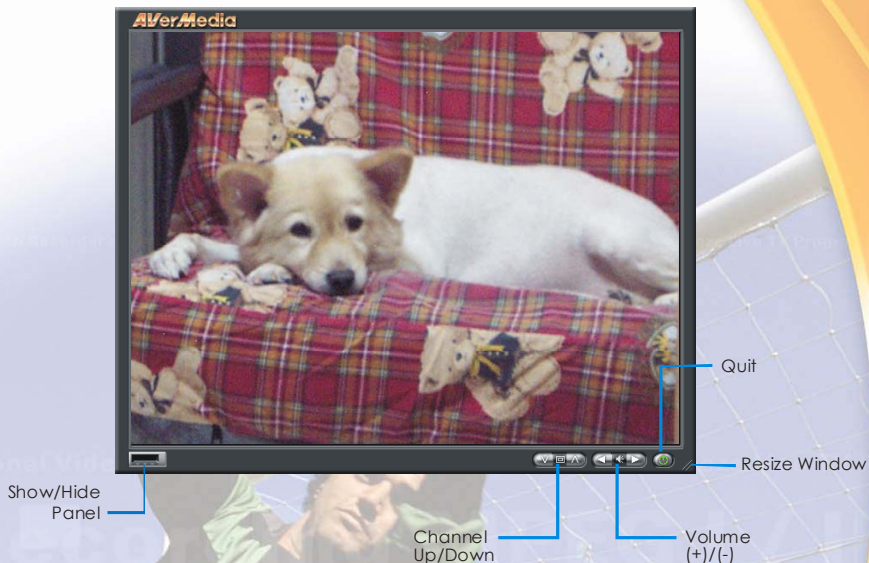 AVerMedia
Quit
Resize Window
Show/Hide
Panel
Channel
Up/Down
Volume
(+)/(-)